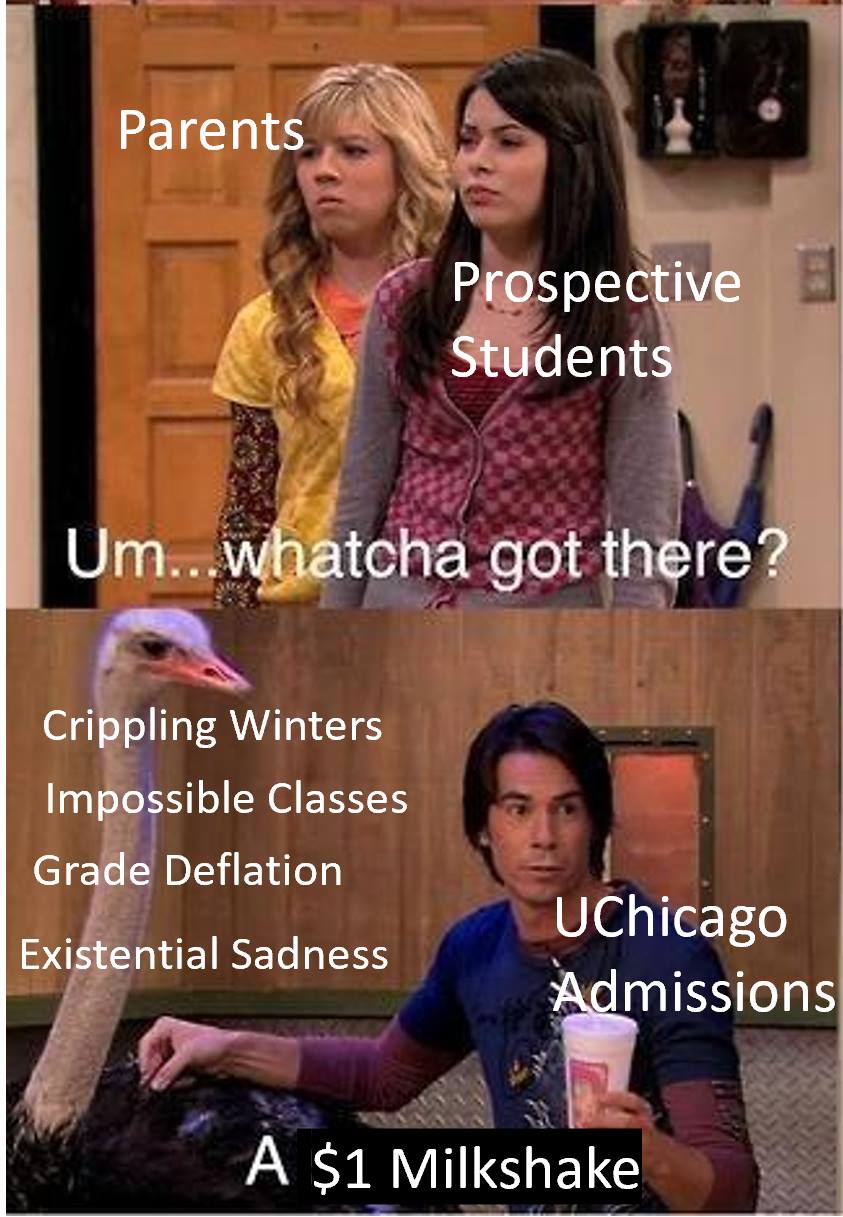 Parents
Prospective
Students
Um...whatcha got there?
Crippling Winters
Impossible Classes
Grade Deflation
Existential Sadness
UChicago
Admissions
A $1 Milkshake